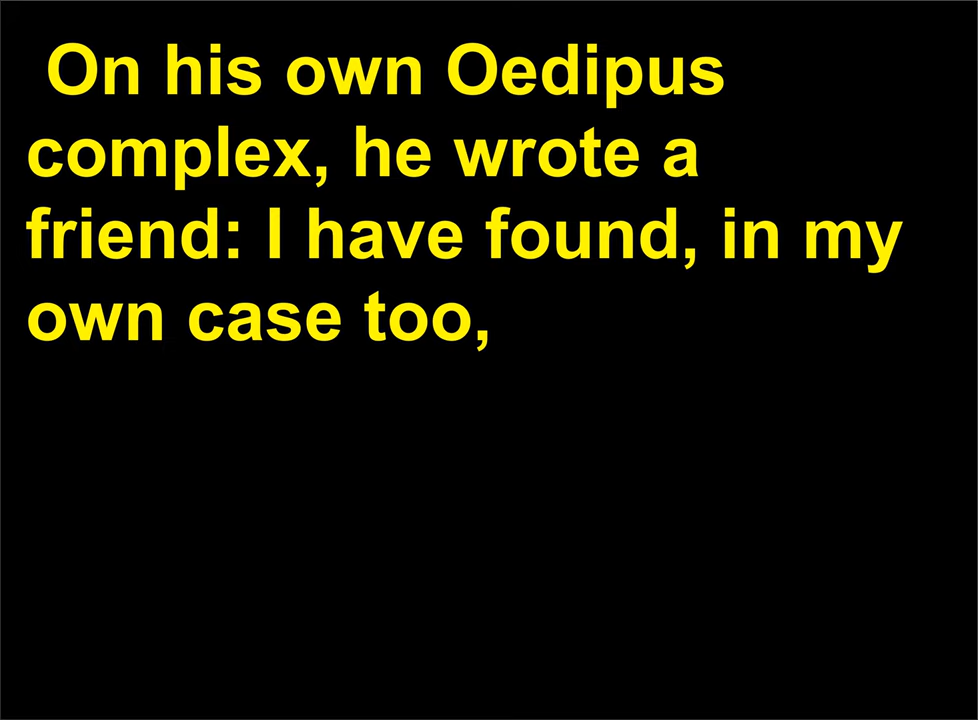 On his own Oedipus
complex, he wrote a
friend: I have found, in my
own case too,